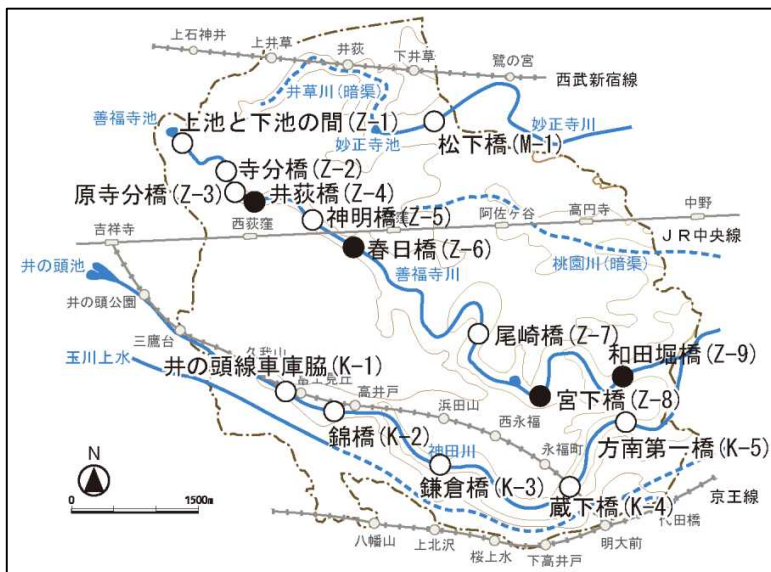 上石神井
上井草
井荻
下井草
鷺の宮
西武新宿線
井草川(暗渠)
善福寺池
上池と下池の間(Z-1)
妙正寺池
松下橋(M-1)
妙正寺川
寺分橋(Z-2)
原寺分橋(Z-3)
井荻橋(Z-4)
神明橋(Z-5)
阿佐ヶ谷
高円寺
中野
吉祥寺
西荻窪
窪
春日橋(Z-6)
JR中央線
桃園川(暗渠)
善福寺川
井の頭池
井の頭公園
三鷹台
尾崎橋(Z-7)
和田堀橋(Z-9)
玉川上水
久我山
井の頭線車庫脇(K-1)
富士見丘
高井戸
宮下橋(Z-8)
浜田山
西永福
錦橋(K-2)
方南第一橋(K-5)
永福町
神田川
鎌倉橋(K-3)
蔵下橋(K-4)
京王線
N
0
1500m
代田橋
八幡山
上北沢
桜上水
下高井戸
明大前